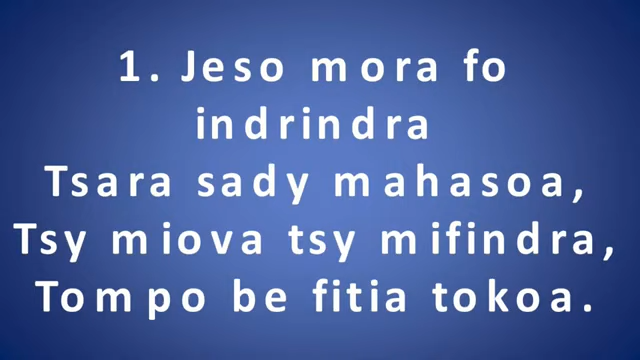 1. Jeso mora fo
indrindra
Tsara sady mahasoa,
Tsy miova tsy mifindra,
Tompo be fitia tokoa.